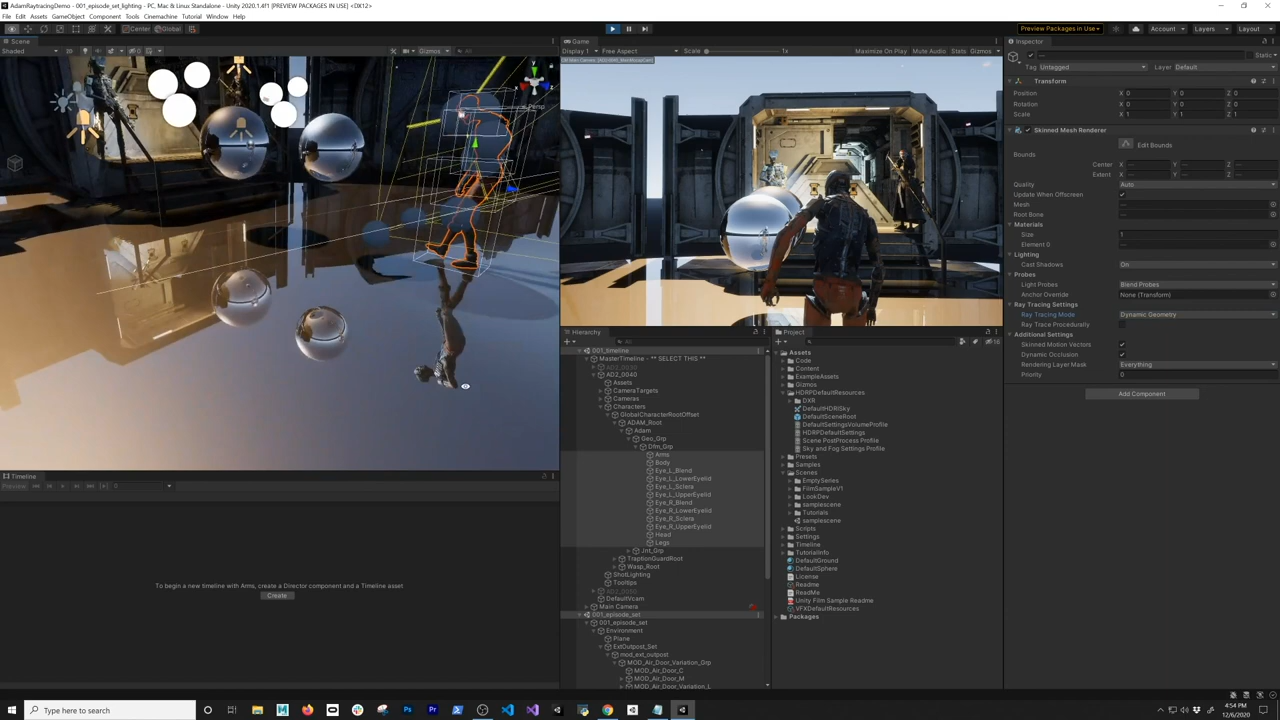 AdamRaytracingDemo - 001_episode_set_lighting - PC, Mac & Linux Standalone - Unity 2020.1.4f1 [PREVIEW PACKAGES IN USE] <DX12>
File Edit Assets GameObject Component Tools Cinemachine Tutorial Window Help
Center Global
Preview Packages in Use
Account Layers Layout
Scene
Shaded
Gizmos
Persp
Game
Display 1 Free Aspect Scale 1x Maximize On Play Mute Audio Stats Gizmos
Hierarchy
001_timeline
MasterTimeline - ** SELECT THIS **
AD2_0030
AD2_0040
Assets
CameraTargets
Cameras
Characters
GlobalCharacterRootOffset
ADAM_Root
Adam
Geo_Grp
Dfm_Grp
Arms
Body
Eye_L_Blend
Eye_L_LowerEyelid
Eye_L_Sclera
Eye_L_UpperEyelid
Eye_R_Blend
Eye_R_LowerEyelid
Eye_R_Sclera
Eye_R_UpperEyelid
Head
Legs
Jnt_Grp
TraptionGuardRoot
Wasp_Root
ShotLighting
Tooltips
DefaultVcam
Main Camera
001_episode_set
001_episode_set
Environment
Plane
ExtOutpost_Set
mod_ext_outpost
MOD_Air_Door_Variation_Grp
MOD_Air_Door_C
MOD_Air_Door_M
MOD_Air_Door_Variation_L
Project
16
Assets
Code
Content
ExampleAssets
Gizmos
HDRPDefaultResources
DXR
DefaultHDRISky
DefaultSceneRoot
DefaultSettingsVolumeProfile
HDRPDefaultSettings
Scene PostProcess Profile
Sky and Fog Settings Profile
Presets
Samples
Scenes
EmptySeries
FilmSampleV1
LookDev
samplescene
Tutorials
samplescene
Scripts
Settings
Timeline
TutorialInfo
DefaultGround
DefaultSphere
License
Readme
ReadMe
Unity Film Sample Readme
VFXDefaultResources
Packages
Inspector
Static
Tag Untagged Layer Default
Transform
Position X 0 Y 0 Z 0
Rotation X 0 Y 0 Z 0
Scale X 1 Y 1 Z 1
Skinned Mesh Renderer
Edit Bounds
Bounds
Center X — Y — Z —
Extent X — Y — Z —
Quality Auto
Update When Offscreen
Mesh —
Root Bone —
Materials
Size 1
Element 0 —
Lighting
Cast Shadows On
Probes
Light Probes Blend Probes
Anchor Override None (Transform)
Ray Tracing Settings
Ray Tracing Mode Dynamic Geometry
Ray Trace Procedurally
Additional Settings
Skinned Motion Vectors
Dynamic Occlusion
Rendering Layer Mask Everything
Priority 0
Add Component
Timeline
Preview
To begin a new timeline with Arms, create a Director component and a Timeline asset
Create
Type here to search
4:54 PM
12/6/2020